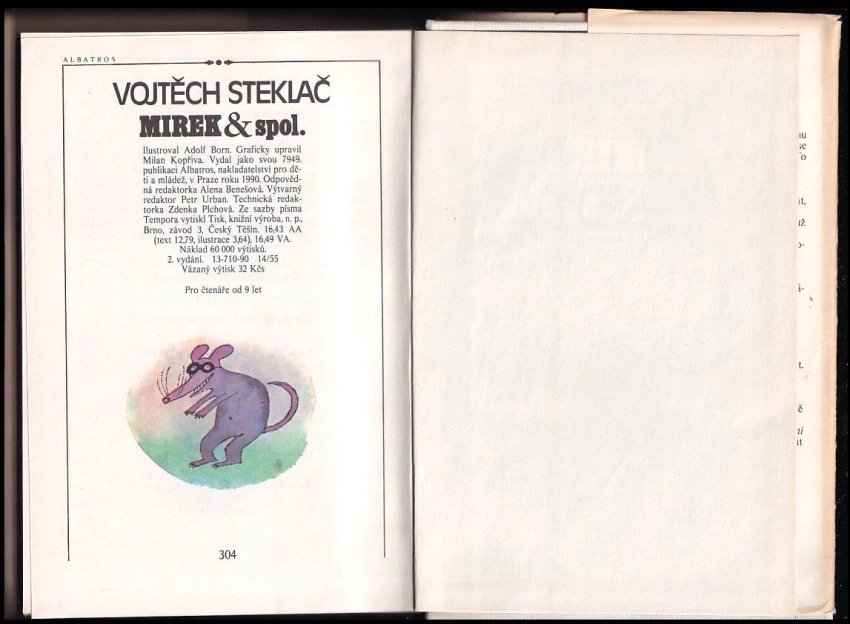 ALBATROS
VOJTĚCH STEKLAČ
MIREK & spol.
Ilustroval Adolf Born. Graficky upravil
Milan Kopřiva. Vydal jako svou 7949.
publikaci Albatros, nakladatelství pro dě-
ti a mládež, v Praze roku 1990. Odpověd-
ná redaktorka Alena Benešová. Výtvarný
redaktor Petr Urban. Technická redak-
torka Zdenka Plchová. Ze sazby písma
Tempora vytiskl Tisk, knižní výroba, n. p.,
Brno, závod 3, Český Těšín. 16,43 AA
(text 12,79, ilustrace 3,64), 16,49 VA.
Náklad 60 000 výtisků.
2. vydání. 13-710-90 14/55
Vázaný výtisk 32 Kčs
Pro čtenáře od 9 let
304